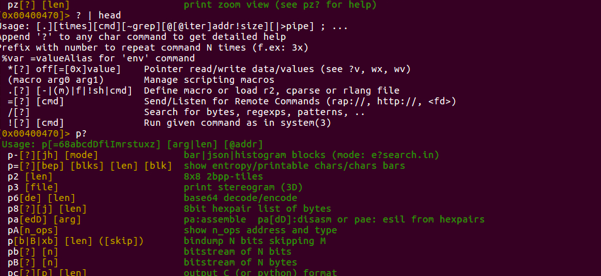 pz[?] [len] print zoom view (see pz? for help)
[0x00400470]> ? | head
Usage: [.][times][cmd][~grep][@[@iter]addr!size][|>pipe] ; ...
Append '?' to any char command to get detailed help
Prefix with number to repeat command N times (f.ex: 3x)
%var =valueAlias for 'env' command
*[?] off[=[0x]value] Pointer read/write data/values (see ?v, wx, wv)
(macro arg0 arg1) Manage scripting macros
.[?] [-|(m)|f|!sh|cmd] Define macro or load r2, cparse or rlang file
=[?] [cmd] Send/Listen for Remote Commands (rap://, http://, <fd>)
/[?] Search for bytes, regexps, patterns, ..
![?] [cmd] Run given command as in system(3)
[0x00400470]> p?
Usage: p[=68abcdDfiImrstuxz] [arg|len] [@addr]
p-[?][jh] [mode] bar|json|histogram blocks (mode: e?search.in)
p=[?][bep] [blks] [len] [blk] show entropy/printable chars/chars bars
p2 [len] 8x8 2bpp-tiles
p3 [file] print stereogram (3D)
p6[de] [len] base64 decode/encode
p8[?][j] [len] 8bit hexpair list of bytes
pa[edD] [arg] pa:assemble pa[dD]:disasm or pae: esil from hexpairs
pA[n_ops] show n_ops address and type
p[b|B|xb] [len] ([skip]) bindump N bits skipping M
pb[?] [n] bitstream of N bits
pB[?] [n] bitstream of N bytes
pc[?][p] [len] output C (or python) format